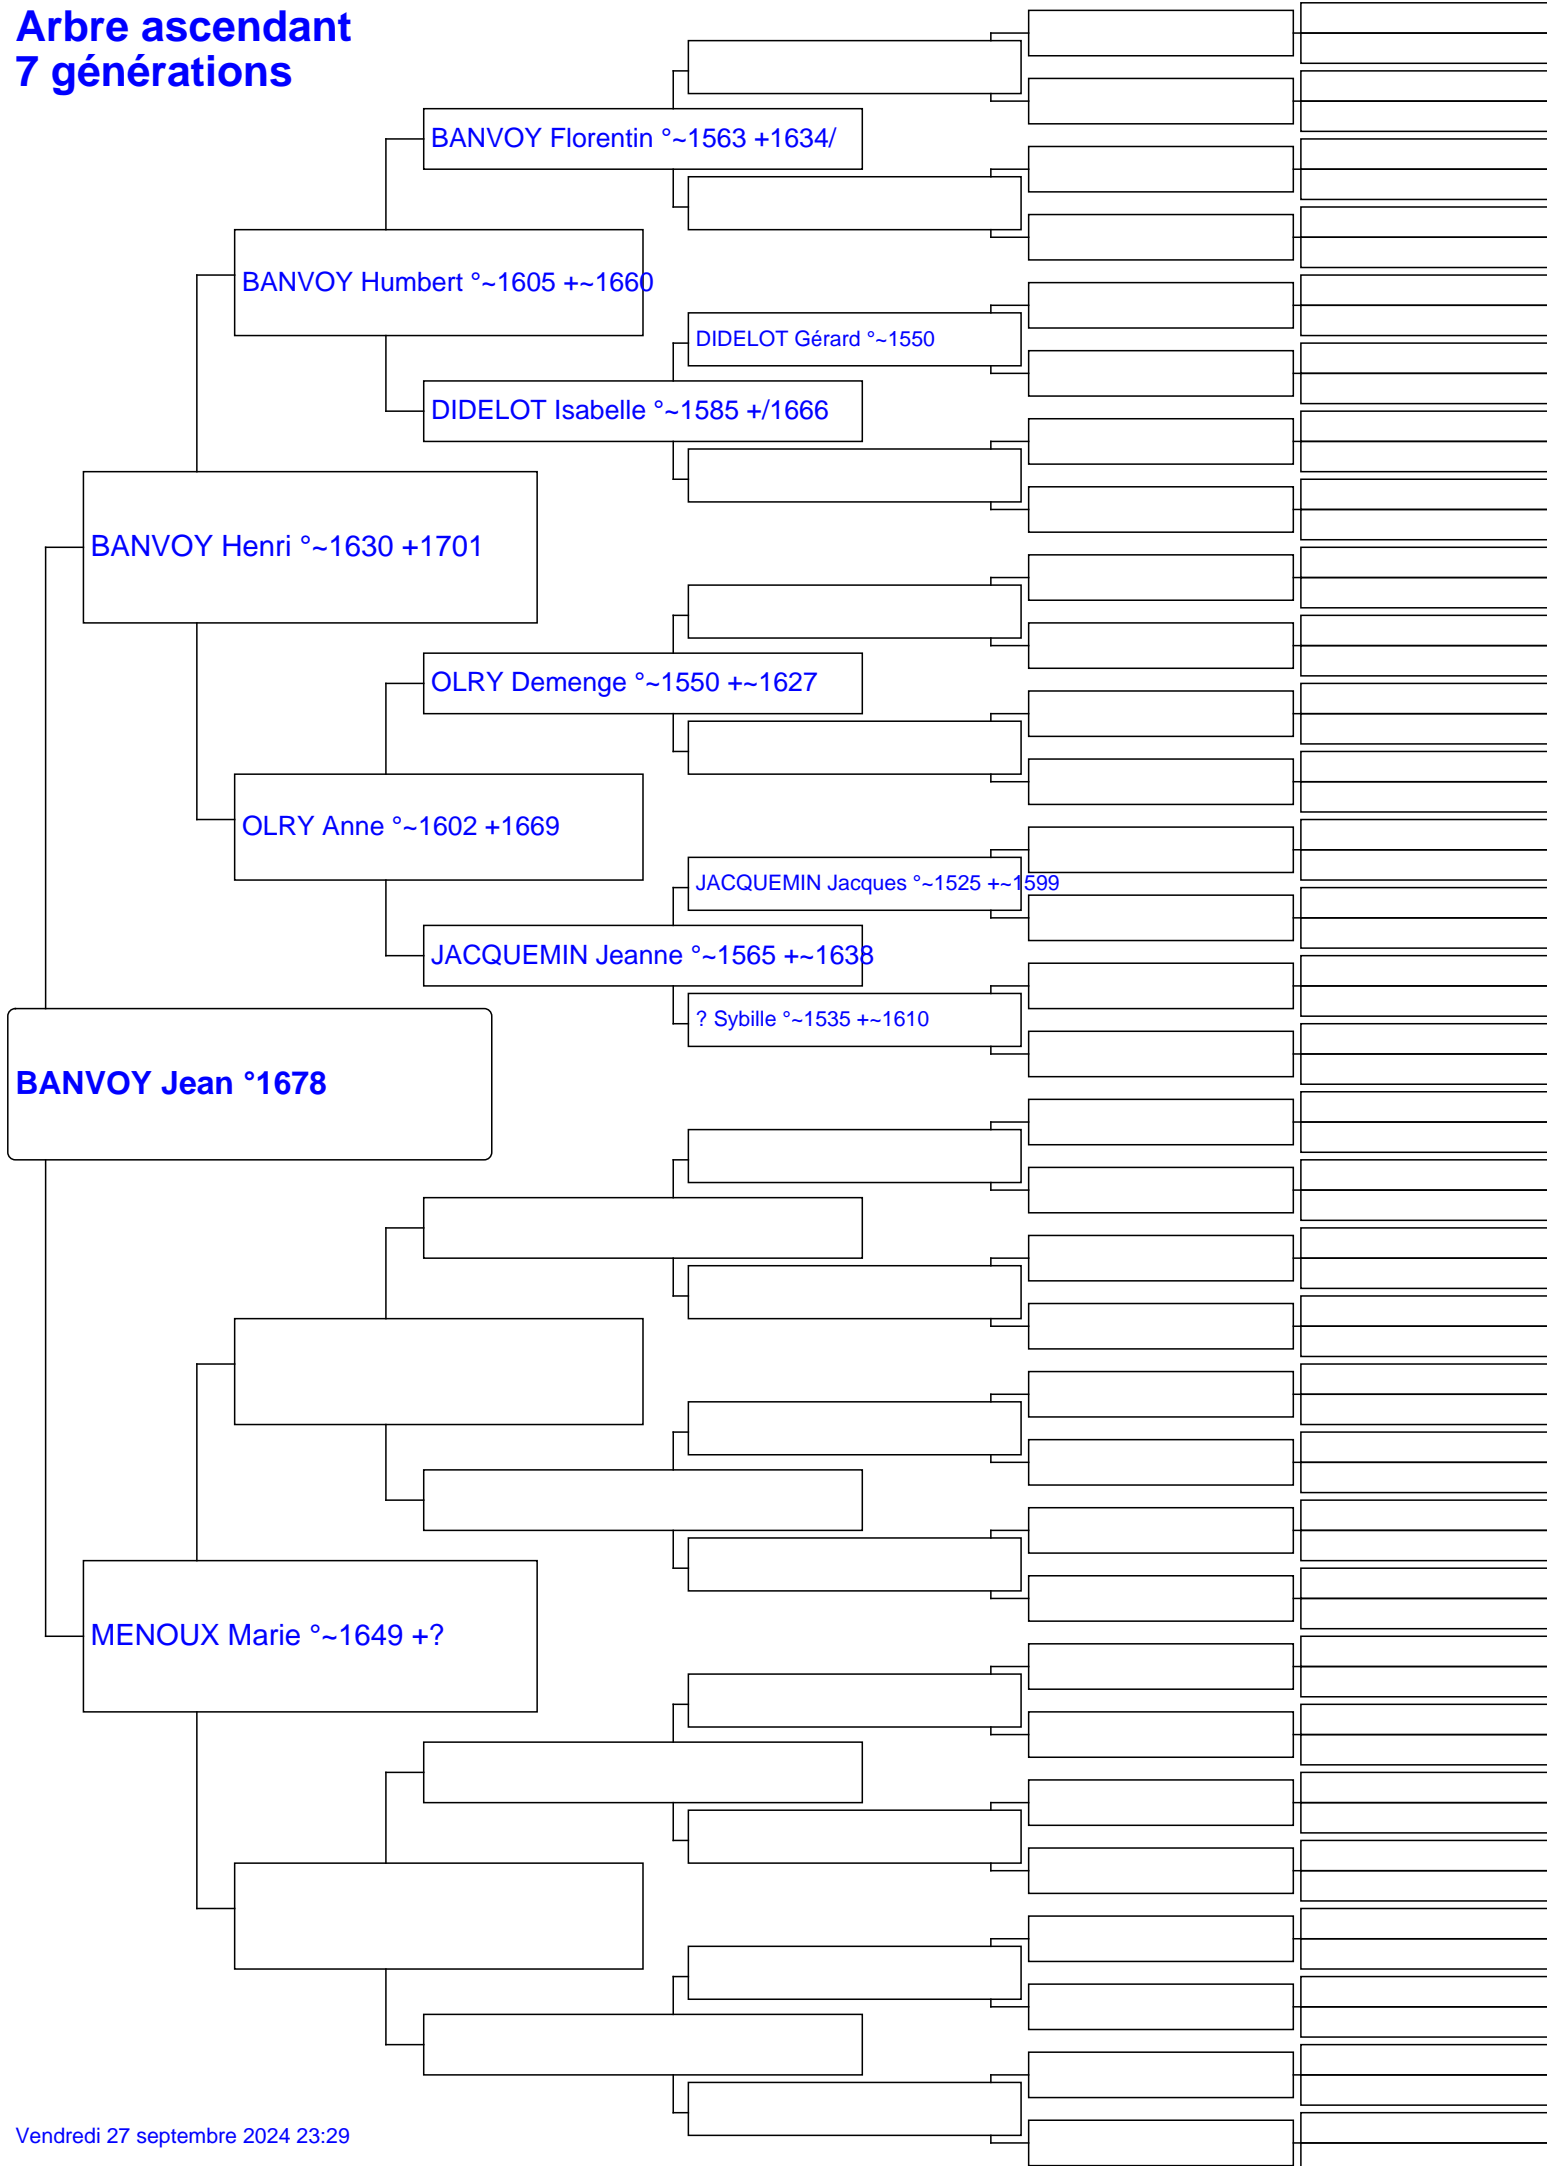 Arbre ascendant
7 générations
BANVOY Florentin °~1563 +1634/
BANVOY Humbert °~1605 +~1660
DIDELOT Gérard °~1550
DIDELOT Isabelle °~1585 +/1666
BANVOY Henri °~1630 +1701
OLRY Demenge °~1550 +~1627
OLRY Anne °~1602 +1669
JACQUEMIN Jacques °~1525 +~1599
JACQUEMIN Jeanne °~1565 +~1638
? Sybille °~1535 +~1610
BANVOY Jean °1678
MENOUX Marie °~1649 +?
Vendredi 27 septembre 2024 23:29